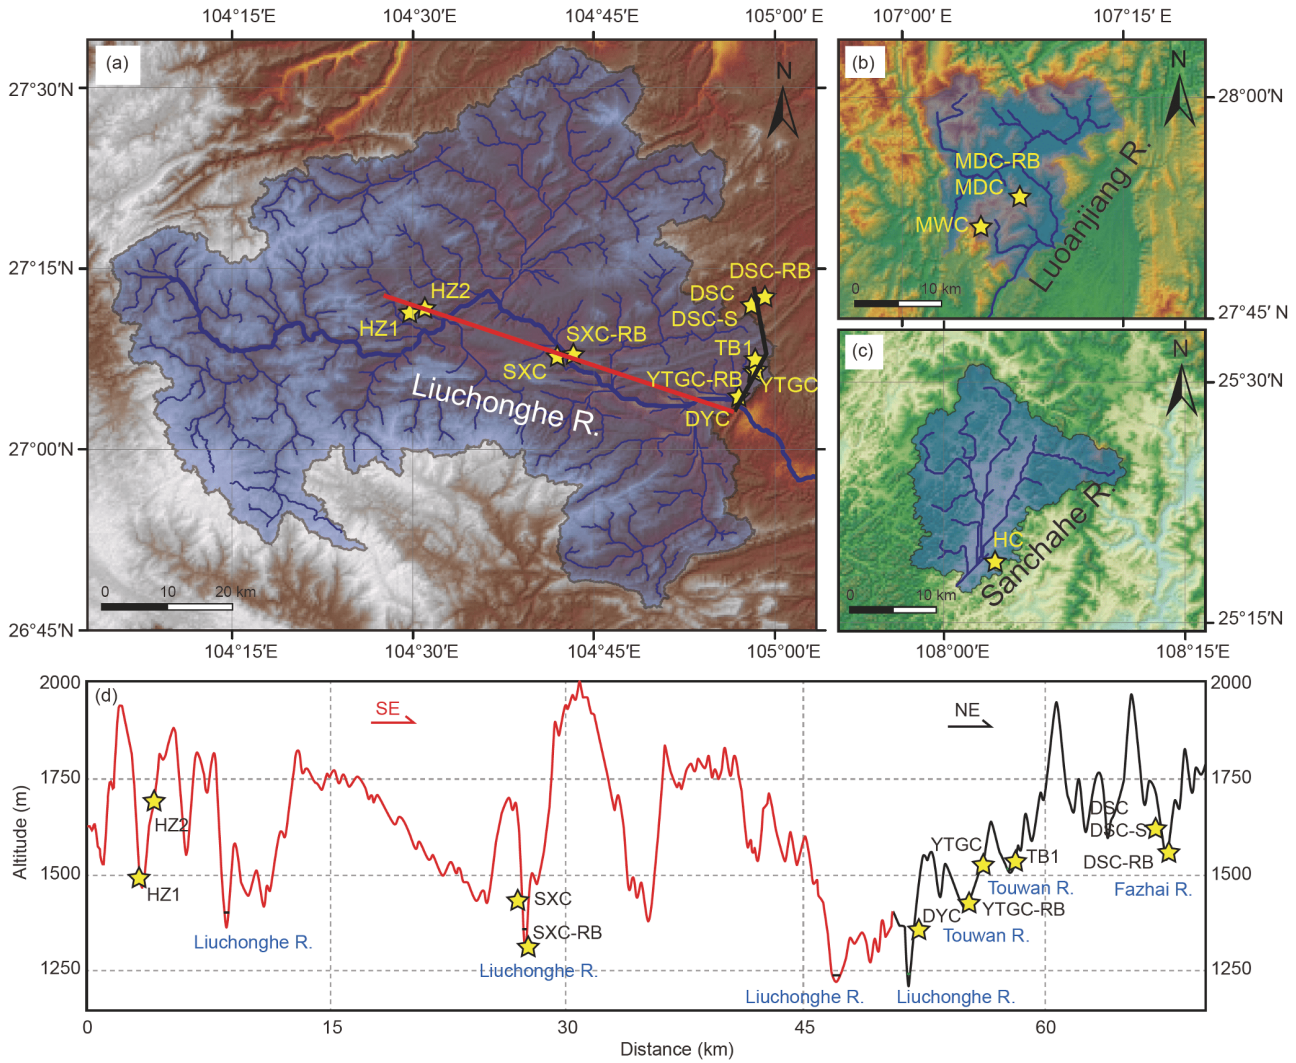 104°15′E 104°30′E 104°45′E 105°00′ E 107°00′ E 107°15′E
(a)
N
27°30′N
27°15′N
27°00′N
26°45′N
HZ2
HZ1
SXC-RB
SXC
DSC-RB
DSC
DSC-S
TB1
YTGC-RB
YTGC
DYC
Liuchonghe R.
0 10 20 km
104°15′E 104°30′E 104°45′E 105°00′E
(b)
N
28°00′N
MDC-RB
MDC
MWC
Luoanjiang R.
0 10 km
27°45′ N
(c)
N
25°30′N
HC
Sanchahe R.
0 10 km
25°15′N
108°00′E 108°15′E
(d)
2000
1750
1500
1250
Altitude (m)
SE
NE
2000
1750
1500
1250
HZ2
HZ1
Liuchonghe R.
SXC
SXC-RB
Liuchonghe R.
Liuchonghe R.
Liuchonghe R.
DYC
Touwan R.
YTGC-RB
YTGC
Touwan R.
TB1
DSC
DSC-S
DSC-RB
Fazhai R.
0 15 30 45 60
Distance (km)